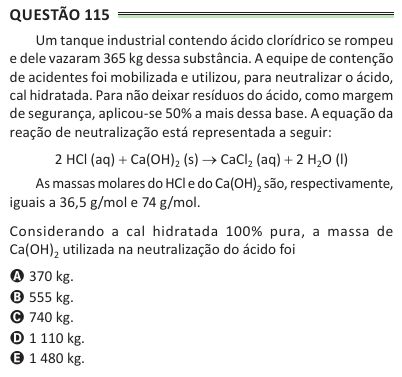 QUESTÃO 115
Um tanque industrial contendo ácido clorídrico se rompeu
e dele vazaram 365 kg dessa substância. A equipe de contenção
de acidentes foi mobilizada e utilizou, para neutralizar o ácido,
cal hidratada. Para não deixar resíduos do ácido, como margem
de segurança, aplicou-se 50% a mais dessa base. A equação da
reação de neutralização está representada a seguir:
2 HCl (aq) + Ca(OH)₂ (s) → CaCl₂ (aq) + 2 H₂O (l)
As massas molares do HCl e do Ca(OH)₂ são, respectivamente,
iguais a 36,5 g/mol e 74 g/mol.
Considerando a cal hidratada 100% pura, a massa de
Ca(OH)₂ utilizada na neutralização do ácido foi
A 370 kg.
B 555 kg.
C 740 kg.
D 1 110 kg.
E 1 480 kg.